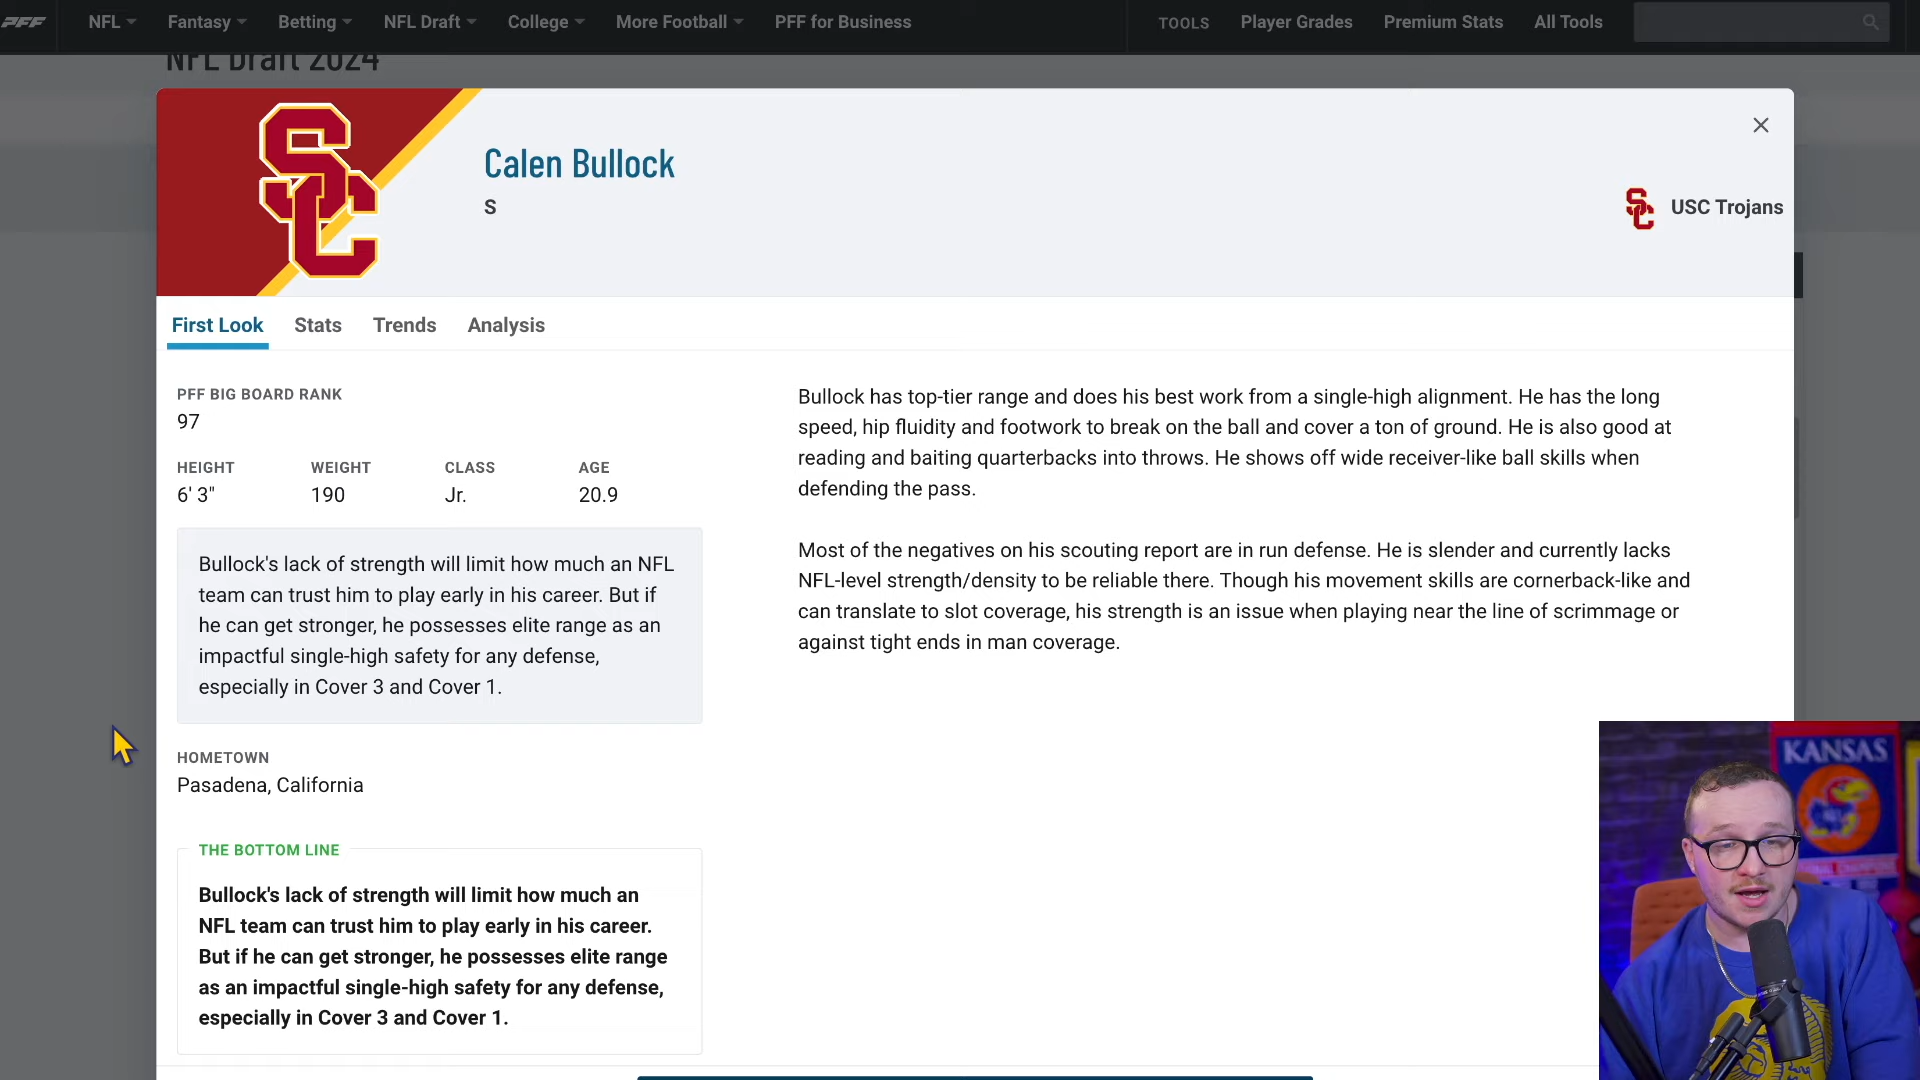 PFF
NFL
Fantasy
Betting
NFL Draft
College
More Football
PFF for Business
TOOLS
Player Grades
Premium Stats
All Tools
NFL Draft 2024
SC
Calen Bullock
S
SC
USC Trojans
First Look
Stats
Trends
Analysis
PFF BIG BOARD RANK
97
HEIGHT
WEIGHT
CLASS
AGE
6' 3"
190
Jr.
20.9
Bullock's lack of strength will limit how much an NFL
team can trust him to play early in his career. But if
he can get stronger, he possesses elite range as an
impactful single-high safety for any defense,
especially in Cover 3 and Cover 1.
HOMETOWN
Pasadena, California
THE BOTTOM LINE
Bullock's lack of strength will limit how much an
NFL team can trust him to play early in his career.
But if he can get stronger, he possesses elite range
as an impactful single-high safety for any defense,
especially in Cover 3 and Cover 1.
Bullock has top-tier range and does his best work from a single-high alignment. He has the long
speed, hip fluidity and footwork to break on the ball and cover a ton of ground. He is also good at
reading and baiting quarterbacks into throws. He shows off wide receiver-like ball skills when
defending the pass.
Most of the negatives on his scouting report are in run defense. He is slender and currently lacks
NFL-level strength/density to be reliable there. Though his movement skills are cornerback-like and
can translate to slot coverage, his strength is an issue when playing near the line of scrimmage or
against tight ends in man coverage.
KANSAS